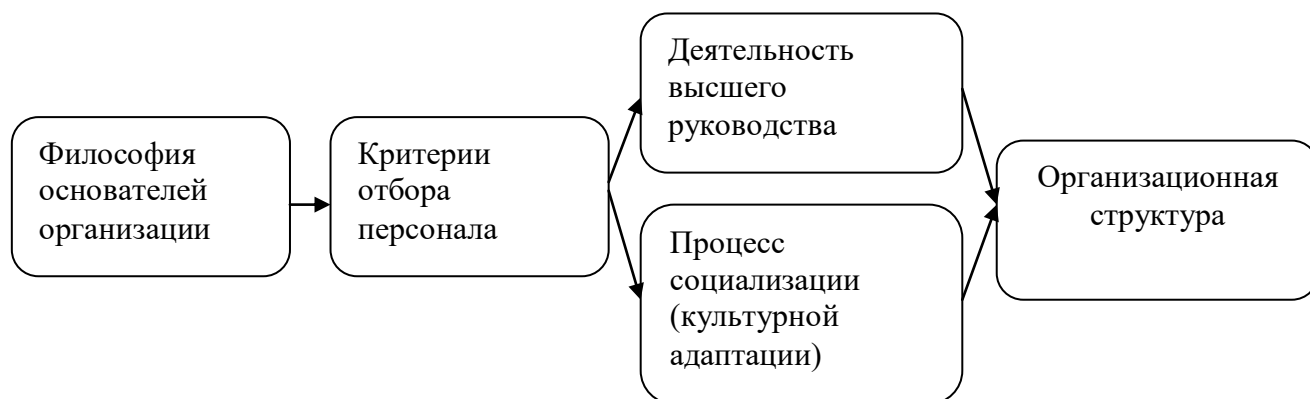 Философия
основателей
организации
Критерии
отбора
персонала
Деятельность
высшего
руководства
Процесс
социализации
(культурной
адаптации)
Организационная
структура